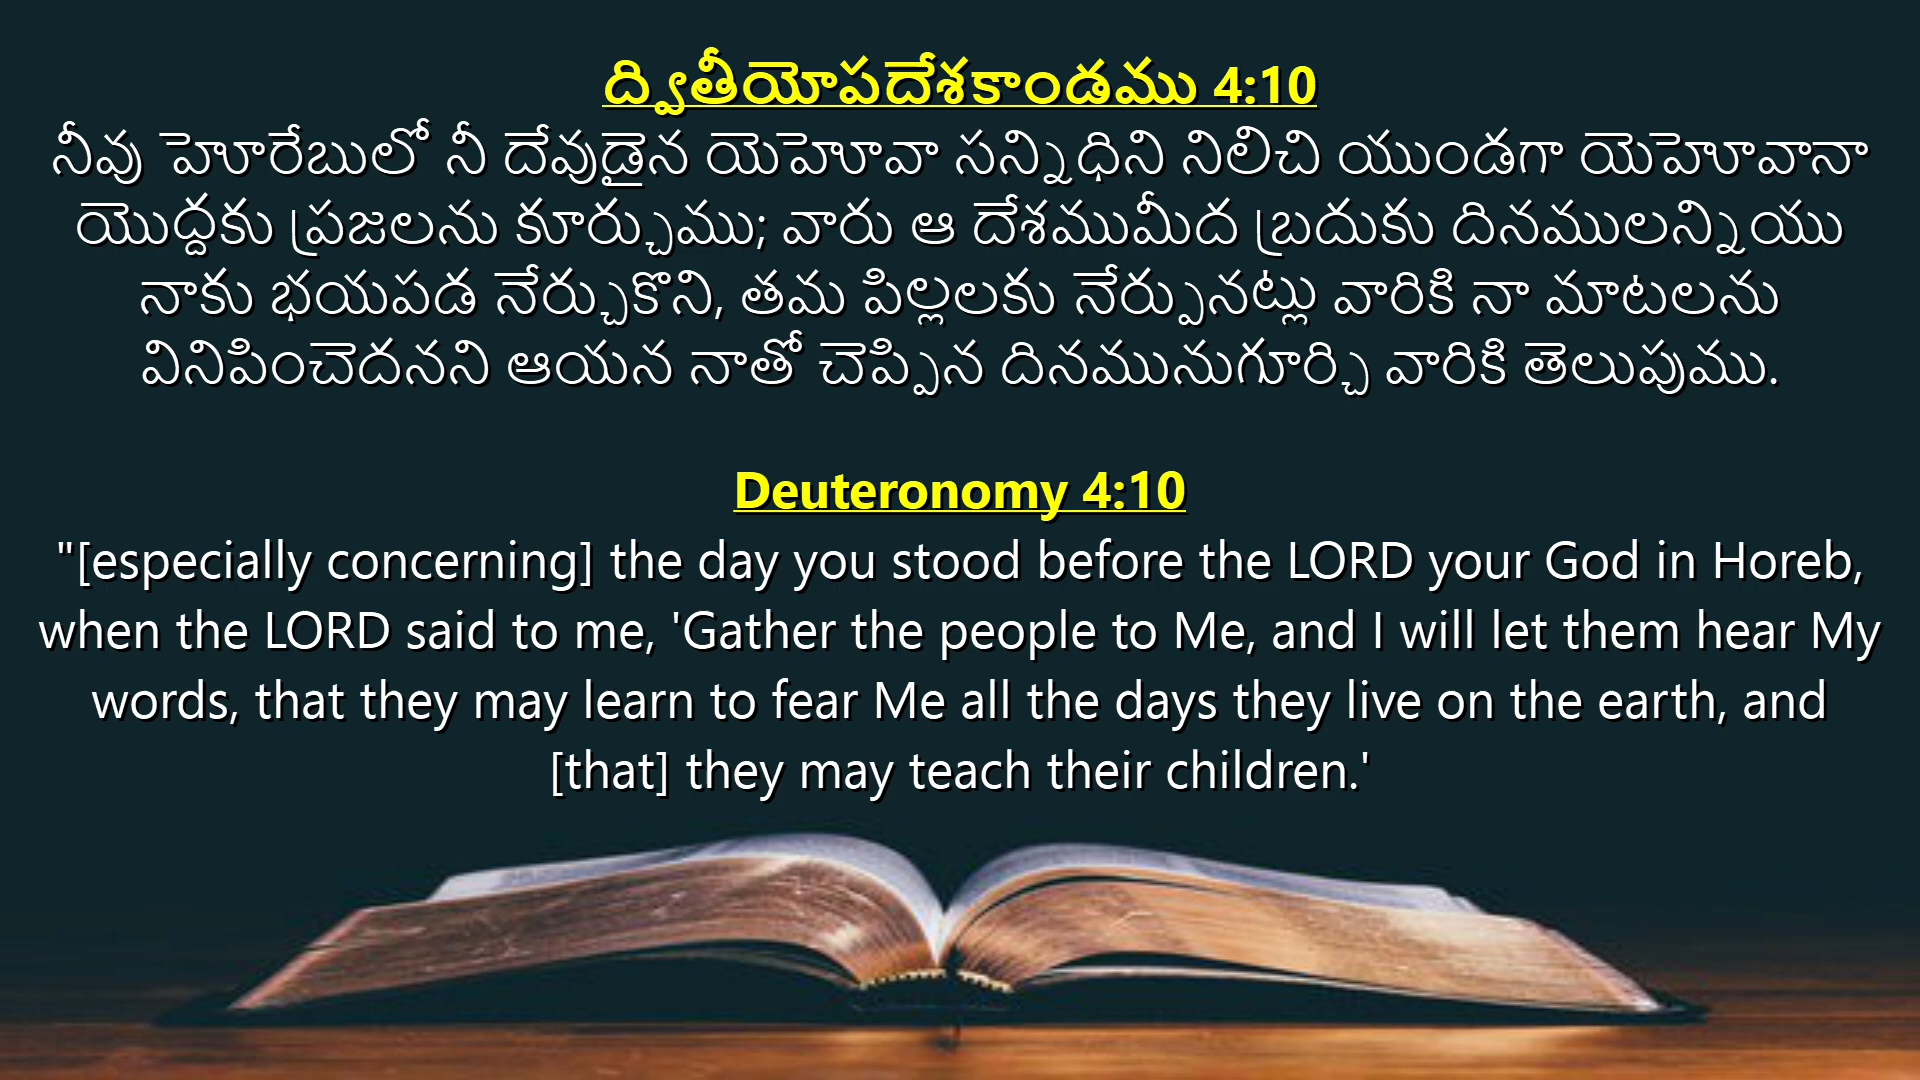 ద్వితీయోపదేశకాండము 4:10
నీవు హెూరేబులో నీ దేవుడైన యెహెూవా సన్నిధిని నిలిచి యుండగా యెహెూవానా
యొద్దకు ప్రజలను కూర్చుము; వారు ఆ దేశముమీద బ్రదుకు దినములన్నియు
నాకు భయపడ నేర్చుకొని, తమ పిల్లలకు నేర్పునట్లు వారికి నా మాటలను
వినిపించెదనని ఆయన నాతో చెప్పిన దినమునుగూర్చి వారికి తెలుపుము.
Deuteronomy 4:10
"[especially concerning] the day you stood before the LORD your God in Horeb,
when the LORD said to me, 'Gather the people to Me, and I will let them hear My
words, that they may learn to fear Me all the days they live on the earth, and
[that] they may teach their children.'